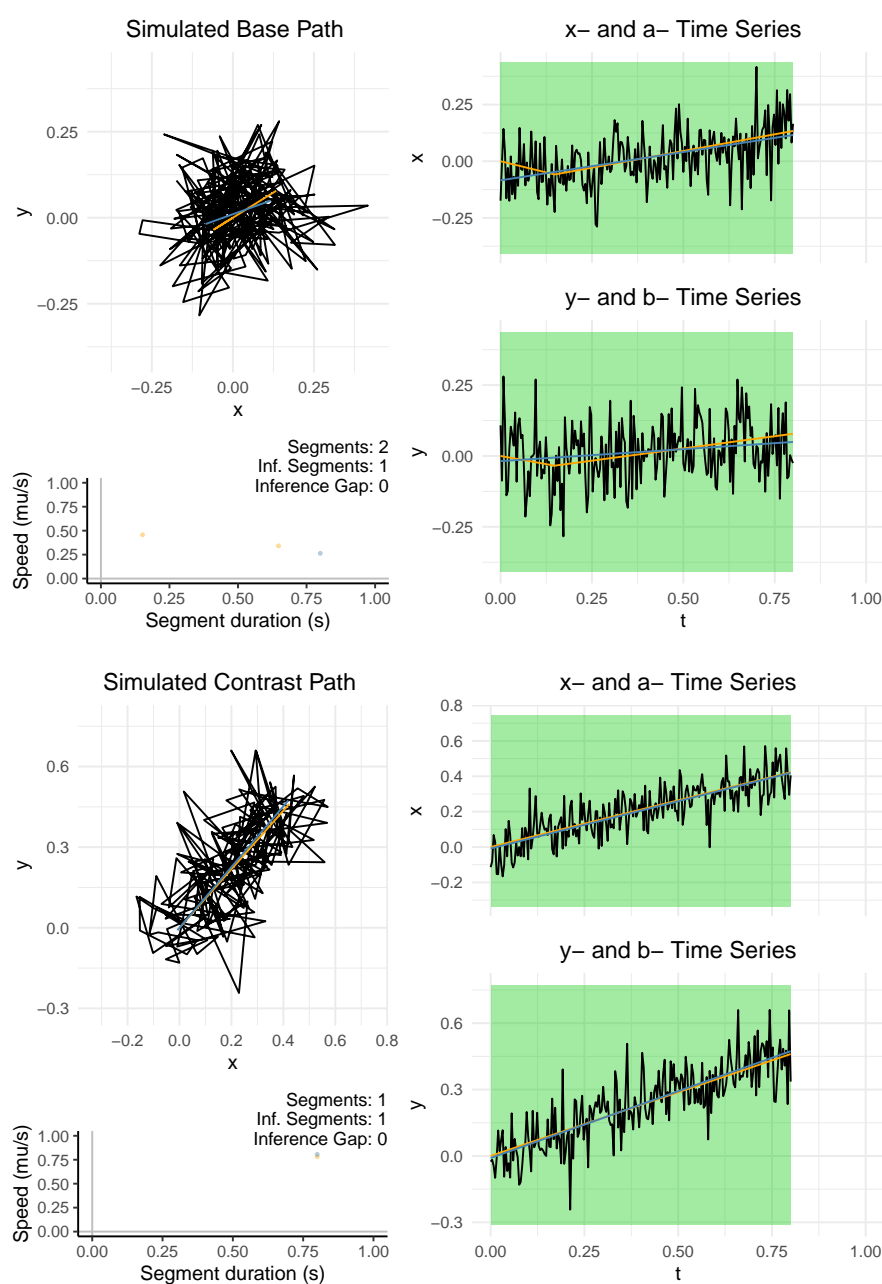 Simulated Base Path
x− and a− Time Series
0.25
0.00
−0.25
y
−0.25
0.00
0.25
x
0.25
0.00
−0.25
x
y− and b− Time Series
0.25
0.00
−0.25
y
0.00
0.25
0.50
0.75
1.00
t
Segments: 2
Inf. Segments: 1
Inference Gap: 0
1.00
0.75
0.50
0.25
0.00
Speed (mu/s)
0.00
0.25
0.50
0.75
1.00
Segment duration (s)
Simulated Contrast Path
x− and a− Time Series
0.6
0.3
0.0
−0.3
y
−0.2
0.0
0.2
0.4
0.6
0.8
x
0.8
0.6
0.4
0.2
0.0
−0.2
x
y− and b− Time Series
0.6
0.3
0.0
−0.3
y
0.00
0.25
0.50
0.75
1.00
t
Segments: 1
Inf. Segments: 1
Inference Gap: 0
1.00
0.75
0.50
0.25
0.00
Speed (mu/s)
0.00
0.25
0.50
0.75
1.00
Segment duration (s)